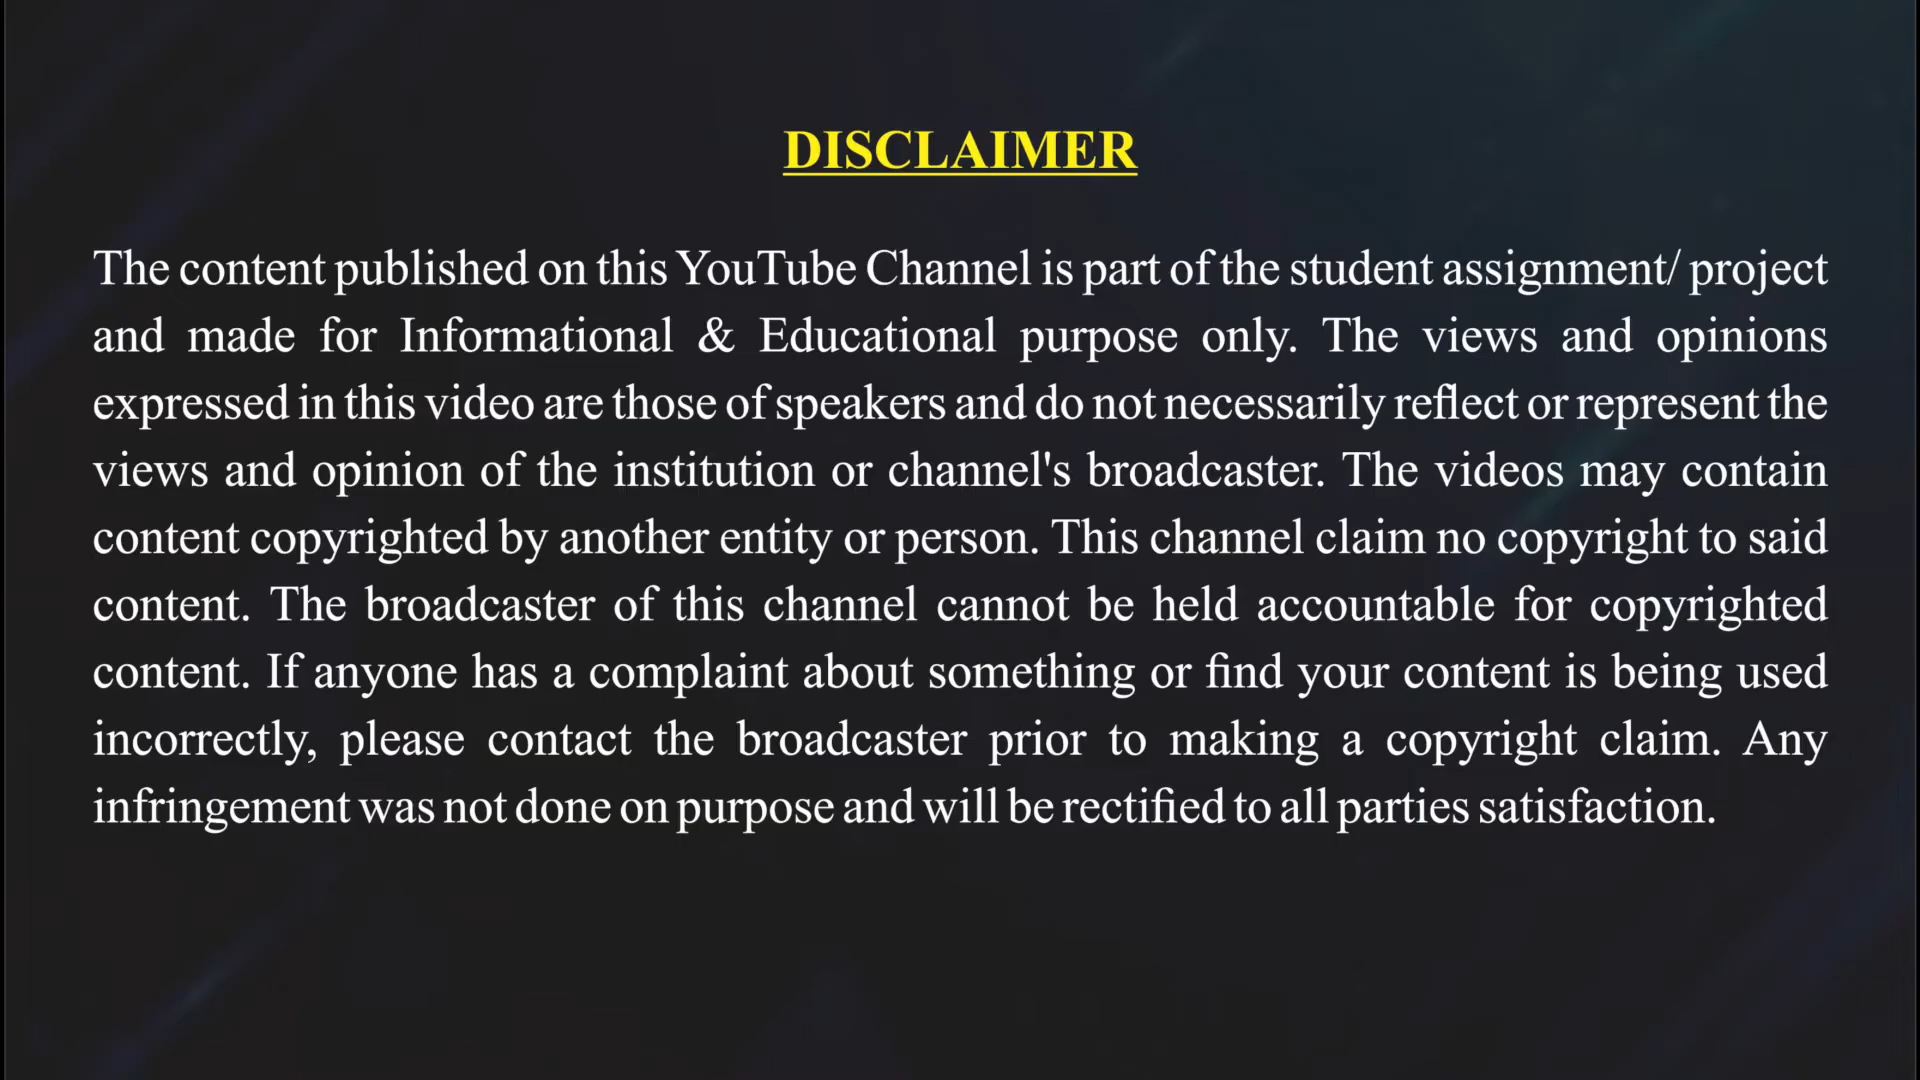 DISCLAIMER
The content published on this YouTube Channel is part of the student assignment/ project
and made for Informational & Educational purpose only. The views and opinions
expressed in this video are those of speakers and do not necessarily reflect or represent the
views and opinion of the institution or channel's broadcaster. The videos may contain
content copyrighted by another entity or person. This channel claim no copyright to said
content. The broadcaster of this channel cannot be held accountable for copyrighted
content. If anyone has a complaint about something or find your content is being used
incorrectly, please contact the broadcaster prior to making a copyright claim. Any
infringement was not done on purpose and will be rectified to all parties satisfaction.